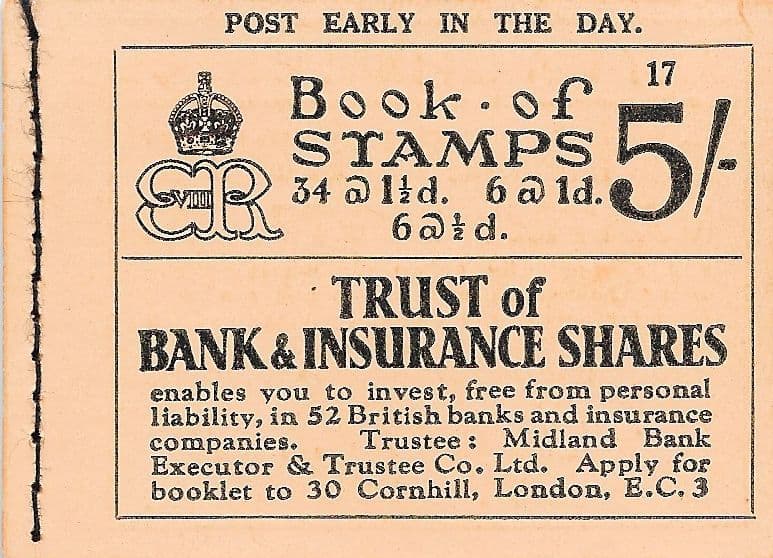 POST EARLY IN THE DAY.
17
Book · of
STAMPS 5/-
34 @ 1½d. 6 @ 1d.
6 @ ½d.
EVIIIR
TRUST of
BANK & INSURANCE SHARES
enables you to invest, free from personal
liability, in 52 British banks and insurance
companies. Trustee : Midland Bank
Executor & Trustee Co. Ltd. Apply for
booklet to 30 Cornhill, London, E.C. 3